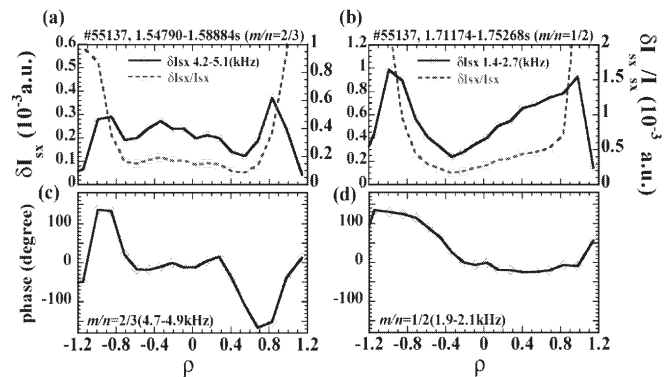 (a) (b)
#55137, 1.54790-1.58884s (m/n=2/3) #55137, 1.71174-1.75268s (m/n=1/2)
0.6 1 1.2 2
δIsx 4.2-5.1(kHz) δIsx 1.4-2.7(kHz)
δIsx/Isx δIsx/Isx
0.5 0.8 1.0 1.5
0.4 0.8
0.6
0.3 0.6 1
0.4
0.2 0.4
0.5
0.1 0.2 0.2
0 0 0 0
δI sx (10⁻³ a.u.)
δI sx/I sx (10⁻³ a.u.)
(c) (d)
100 100
0 0
-100 -100
phase (degree)
m/n=2/3(4.7-4.9kHz) m/n=1/2(1.9-2.1kHz)
-1.2 -0.8 -0.4 0 0.4 0.8 1.2 -0.8 -0.4 0 0.4 0.8 1.2
ρ ρ